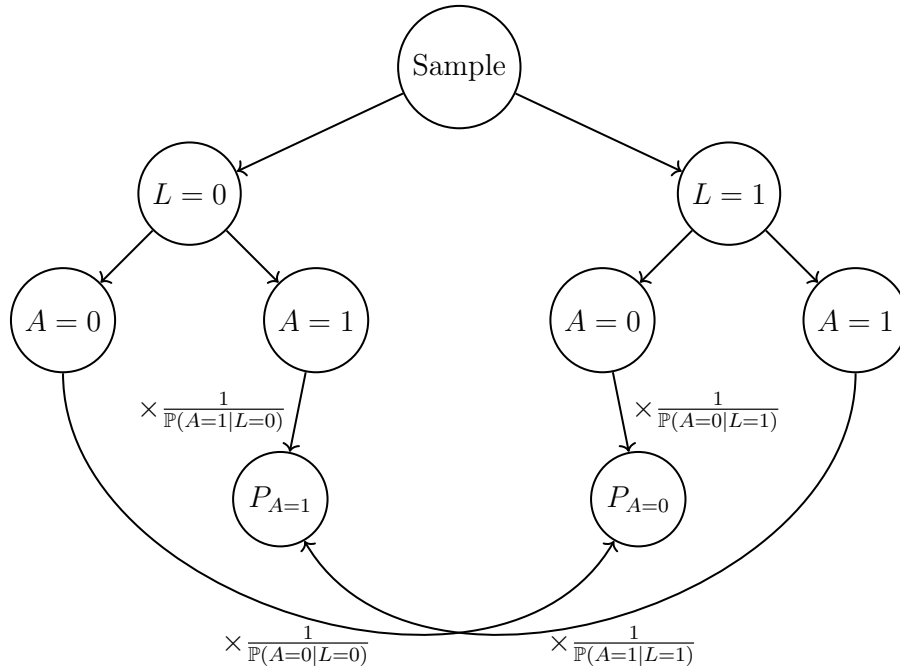 Sample
L = 0
L = 1
A = 0
A = 1
A = 0
A = 1
× 1/ℙ(A=1|L=0)
× 1/ℙ(A=0|L=1)
P_{A=1}
P_{A=0}
× 1/ℙ(A=0|L=0)
× 1/ℙ(A=1|L=1)